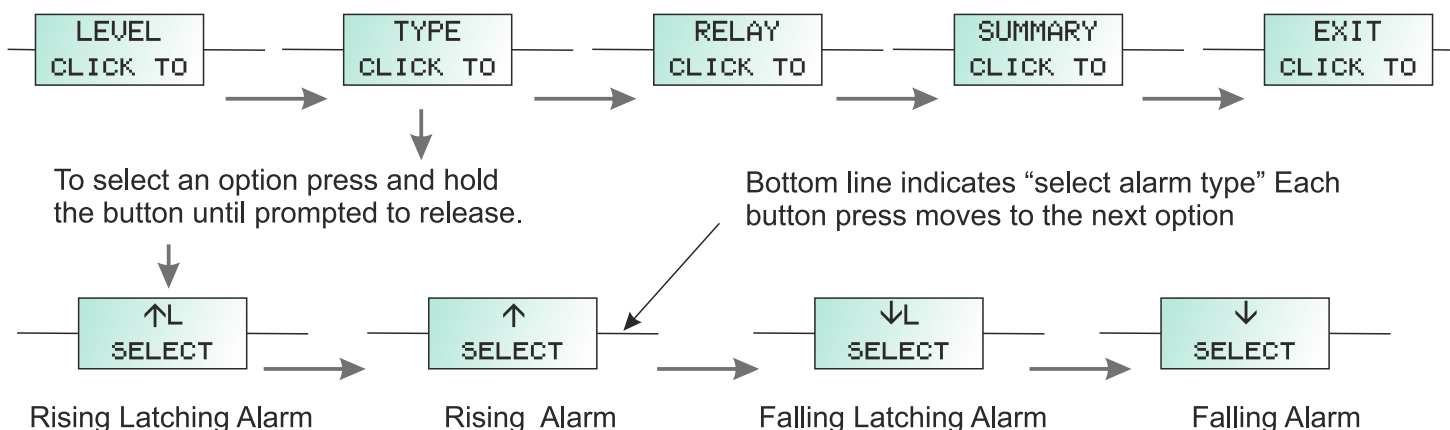 LEVEL
CLICK TO
TYPE
CLICK TO
RELAY
CLICK TO
SUMMARY
CLICK TO
EXIT
CLICK TO
To select an option press and hold
the button until prompted to release.
Bottom line indicates “select alarm type” Each
button press moves to the next option
↑L
SELECT
↑
SELECT
↓L
SELECT
↓
SELECT
Rising Latching Alarm
Rising Alarm
Falling Latching Alarm
Falling Alarm